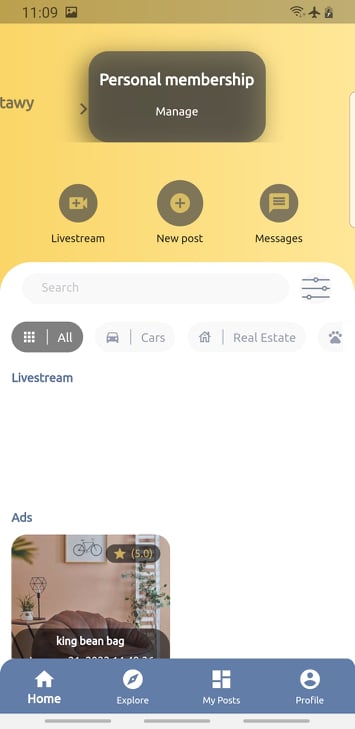 11:09
tawy
Personal membership
Manage
Livestream
New post
Messages
Search
All
Cars
Real Estate
Livestream
Ads
(5.0)
king bean bag
Home
Explore
My Posts
Profile